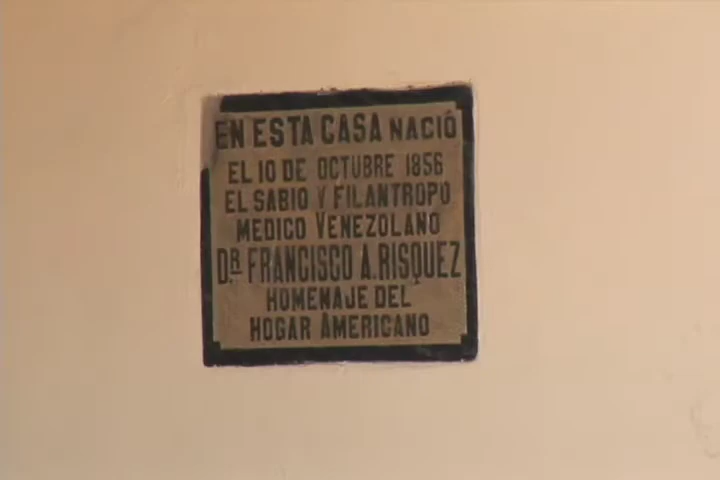 EN ESTA CASA NACIÓ
EL 10 DE OCTUBRE 1856
EL SABIO Y FILANTROPO
MEDICO VENEZOLANO
DR FRANCISCO A. RISQUEZ
HOMENAJE DEL
HOGAR AMERICANO